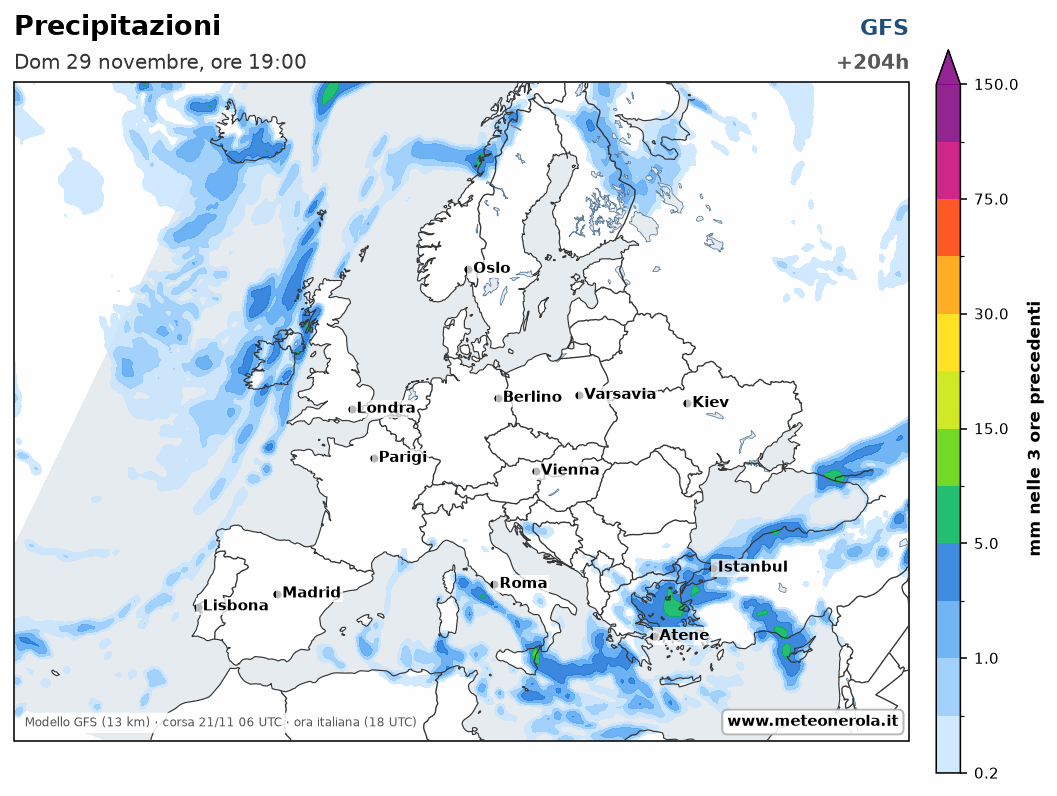 Precipitazioni
GFS
Dom 29 novembre, ore 19:00
+204h
150.0
75.0
30.0
15.0
5.0
1.0
0.2
mm nelle 3 ore precedenti
Oslo
Berlino
Varsavia
Kiev
Londra
Parigi
Vienna
Istanbul
Roma
Madrid
Lisbona
Atene
Modello GFS (13 km) · corsa 21/11 06 UTC · ora italiana (18 UTC)
www.meteonerola.it